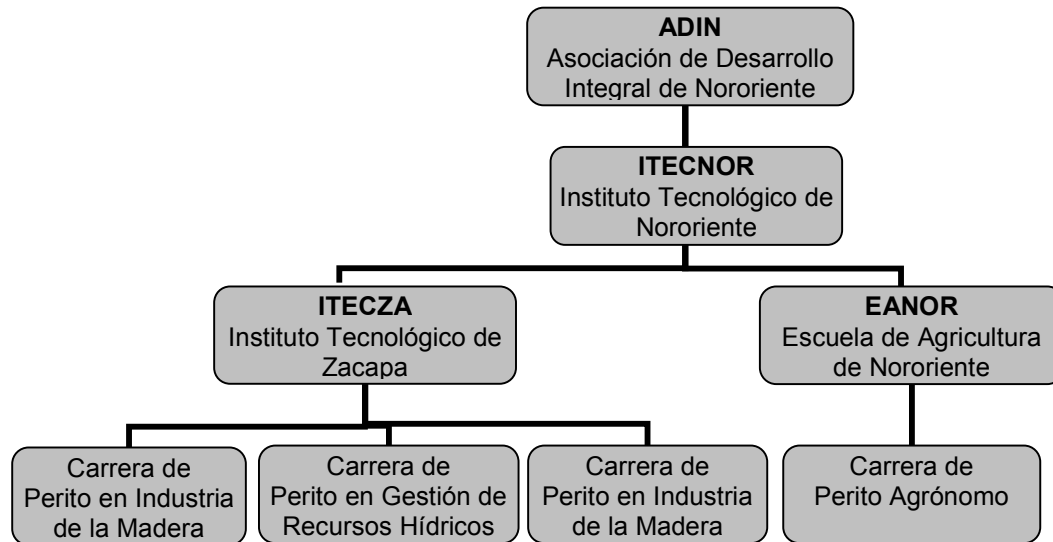 ADIN
Asociación de Desarrollo
Integral de Nororiente
ITECNOR
Instituto Tecnológico de
Nororiente
ITECZA
Instituto Tecnológico de
Zacapa
EANOR
Escuela de Agricultura
de Nororiente
Carrera de
Perito en Industria
de la Madera
Carrera de
Perito en Gestión de
Recursos Hídricos
Carrera de
Perito en Industria
de la Madera
Carrera de
Perito Agrónomo